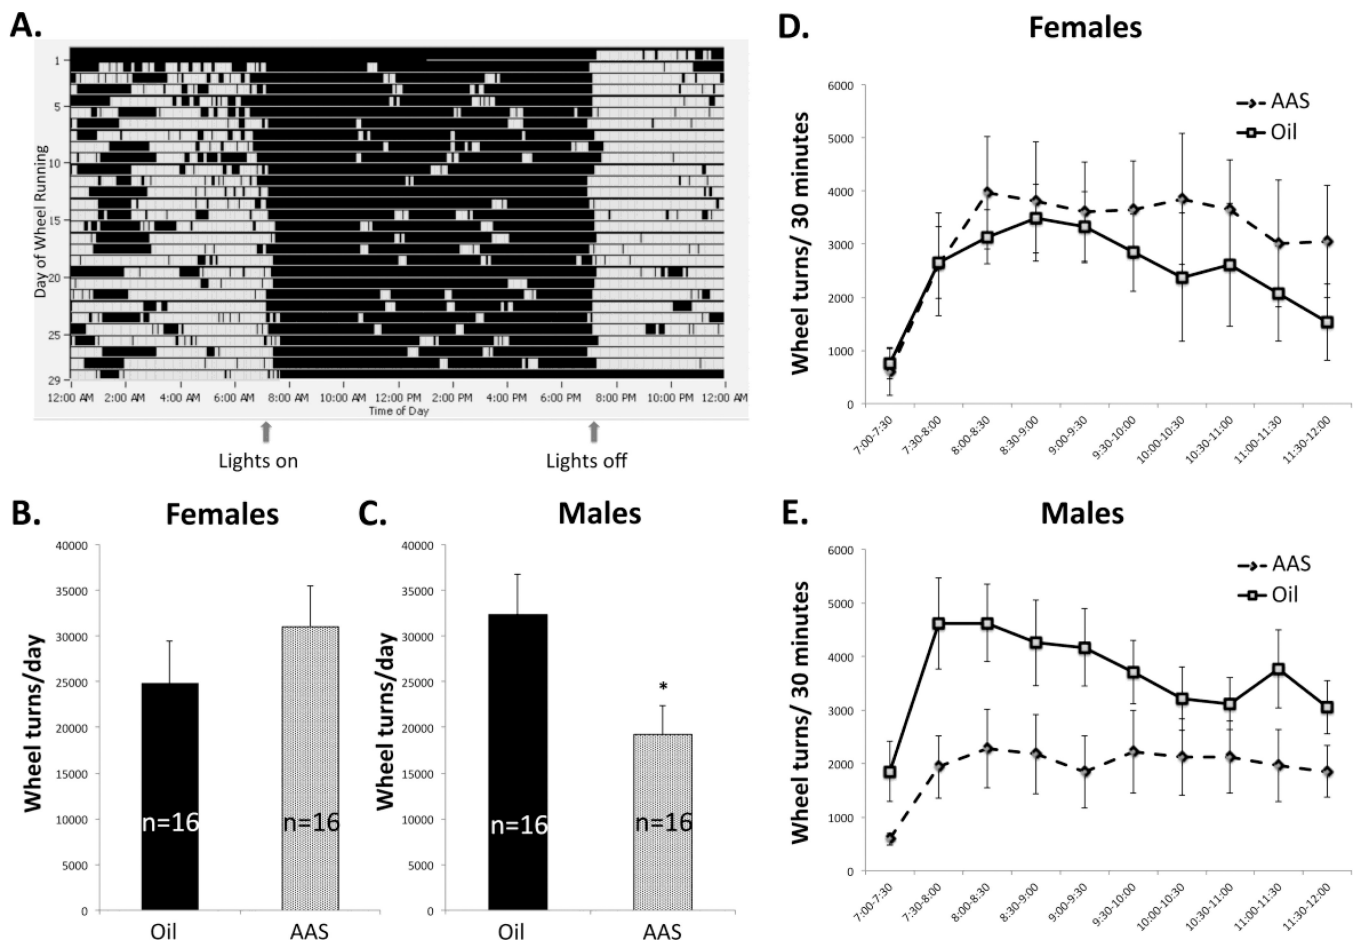 A.
Day of Wheel Running
1
5
10
15
20
25
29
12:00 AM 2:00 AM 4:00 AM 6:00 AM 8:00 AM 10:00 AM 12:00 AM 2:00 PM 4:00 PM 6:00 PM 8:00 PM 10:00 PM 12:00 AM
Time of Day
Lights on
Lights off
B.
Females
Wheel turns/day
40000
35000
30000
25000
20000
15000
10000
5000
0
n=16
n=16
Oil
AAS
C.
Males
Wheel turns/day
40000
35000
30000
25000
20000
15000
10000
5000
0
*
n=16
n=16
Oil
AAS
D.
Females
Wheel turns/ 30 minutes
6000
5000
4000
3000
2000
1000
0
AAS
Oil
7:00-7:30
7:30-8:00
8:00-8:30
8:30-9:00
9:00-9:30
9:30-10:00
10:00-10:30
10:30-11:00
11:00-11:30
11:30-12:00
E.
Males
Wheel turns/ 30 minutes
6000
5000
4000
3000
2000
1000
0
AAS
Oil
7:00-7:30
7:30-8:00
8:00-8:30
8:30-9:00
9:00-9:30
9:30-10:00
10:00-10:30
10:30-11:00
11:00-11:30
11:30-12:00